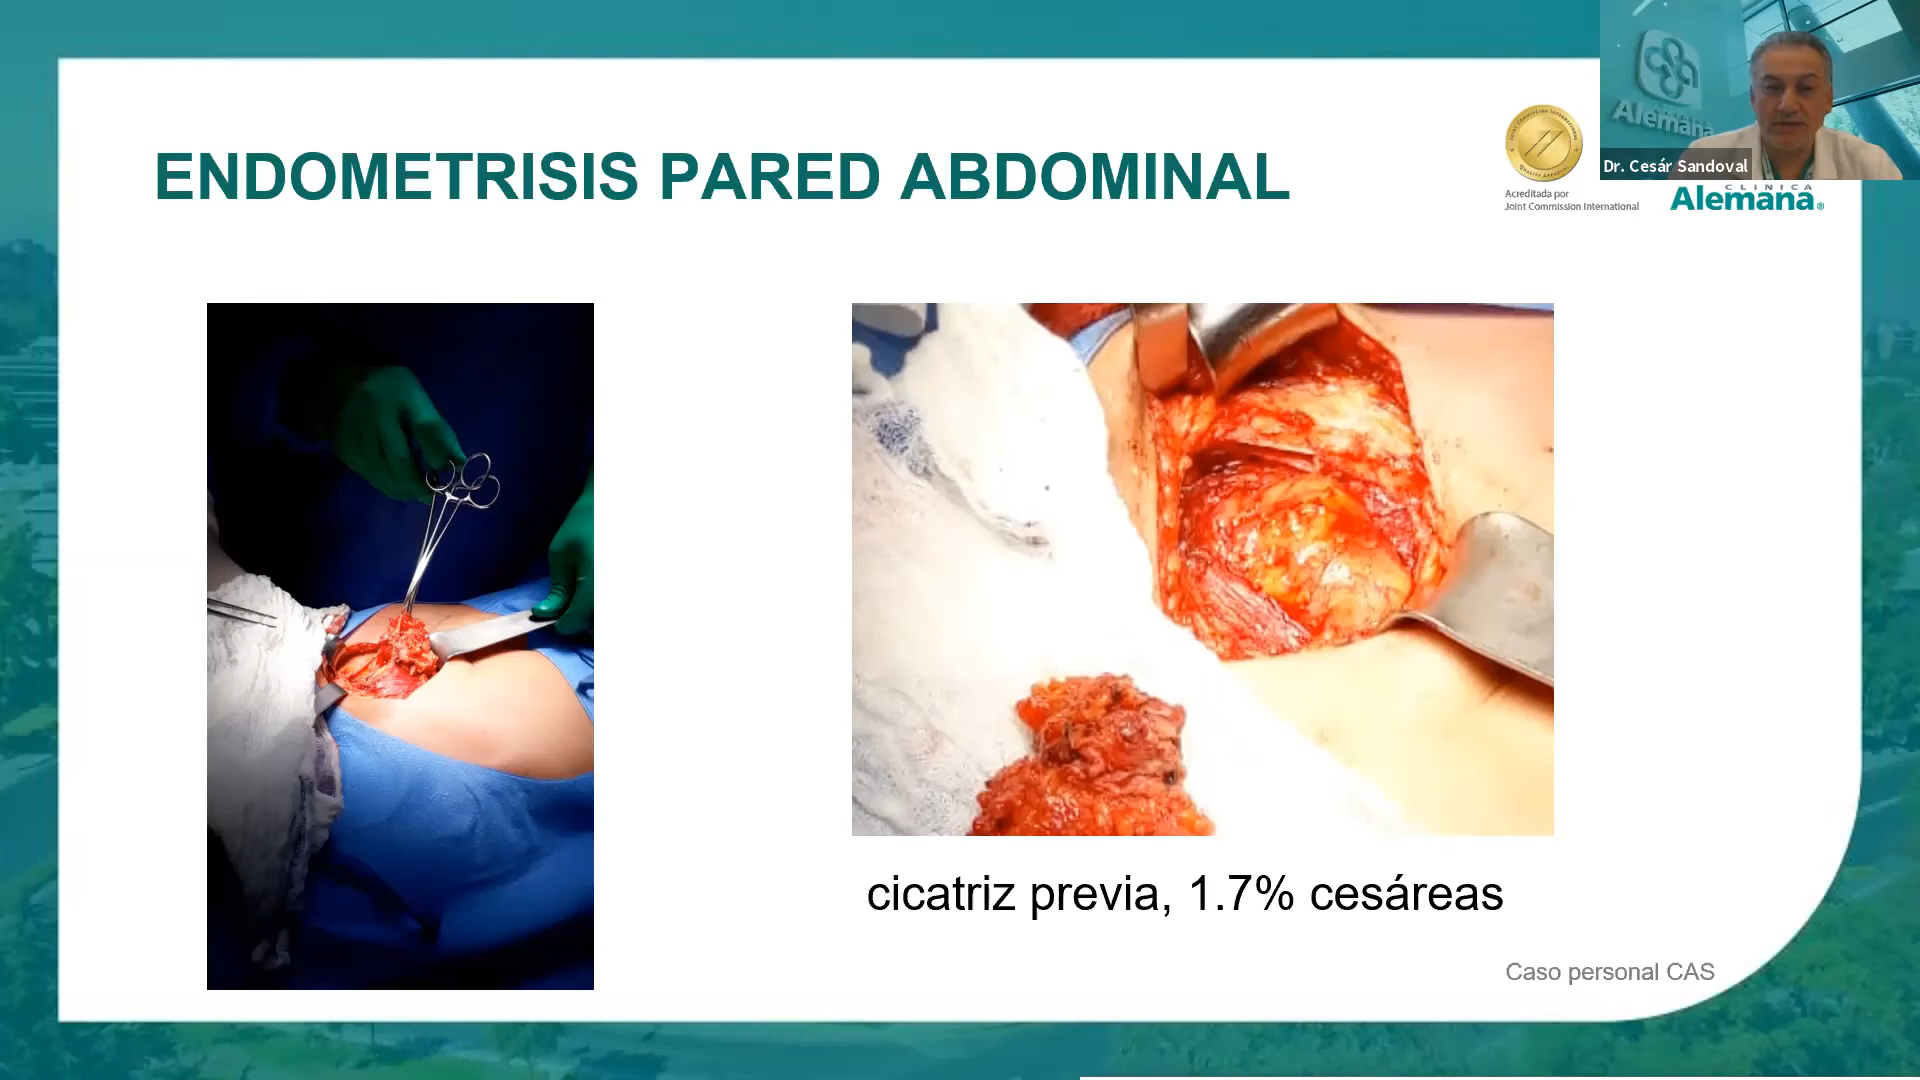 Alemana
Dr. Cesár Sandoval
ENDOMETRISIS PARED ABDOMINAL
Acreditada por
Joint Commission International
CLINICA
Alemana®
cicatriz previa, 1.7% cesáreas
Caso personal CAS